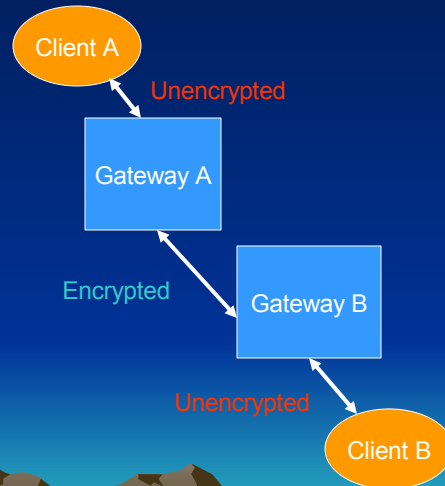 Client A
Unencrypted
Gateway A
Encrypted
Gateway B
Unencrypted
Client B